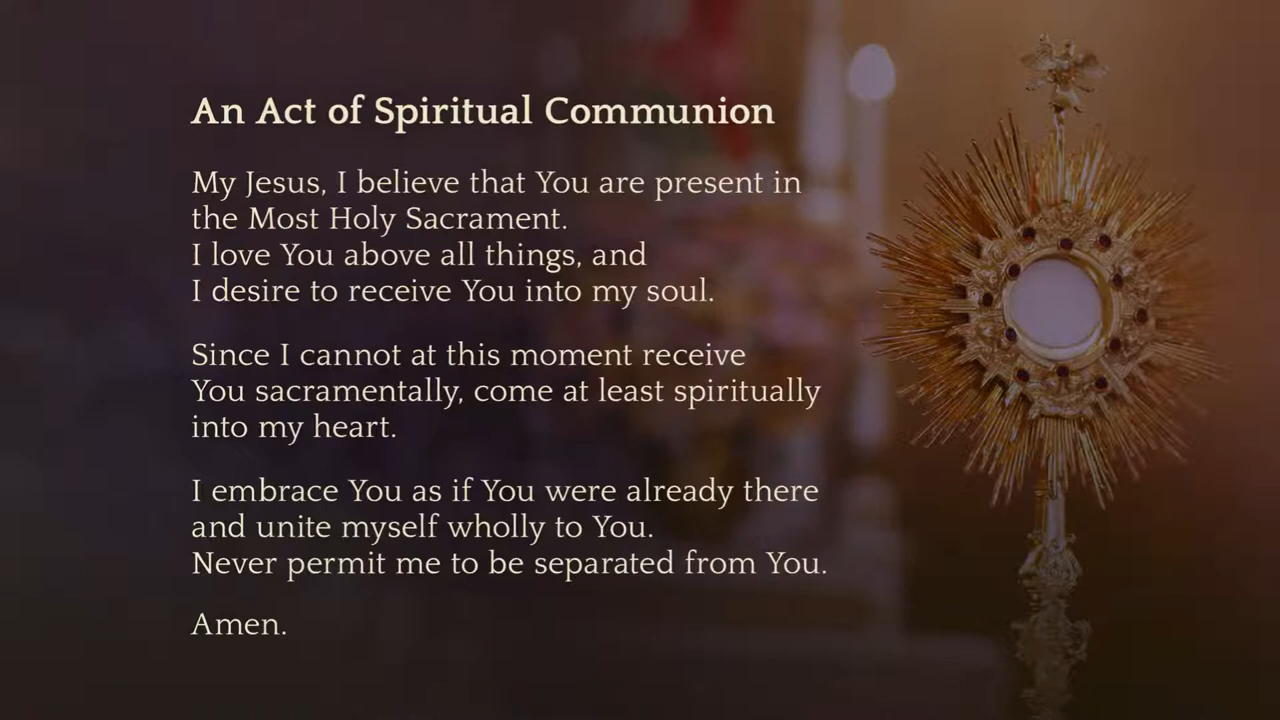 An Act of Spiritual Communion
My Jesus, I believe that You are present in
the Most Holy Sacrament.
I love You above all things, and
I desire to receive You into my soul.
Since I cannot at this moment receive
You sacramentally, come at least spiritually
into my heart.
I embrace You as if You were already there
and unite myself wholly to You.
Never permit me to be separated from You.
Amen.